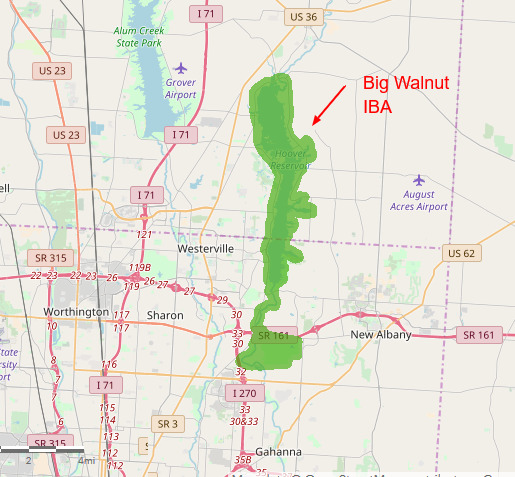 I 71
US 36
Alum Creek
State Park
US 23
Grover
Airport
Big Walnut
IBA
US 23
I 71
Hoover
Reservoir
ell
I 71
August
Acres Airport
121
Westerville
US 62
SR 315
119B
22 23 22 23 26
119 26 27 27 29
Worthington
117
Sharon
30
10
117
33
SR 161
New Albany
SR 161
30
State
rsity
port
8
116
32
7
I 71
I 270
7
115
114
SR 3
33
6
113
30&33
SR 315
112
2
4mi
112
35B
Gahanna
35